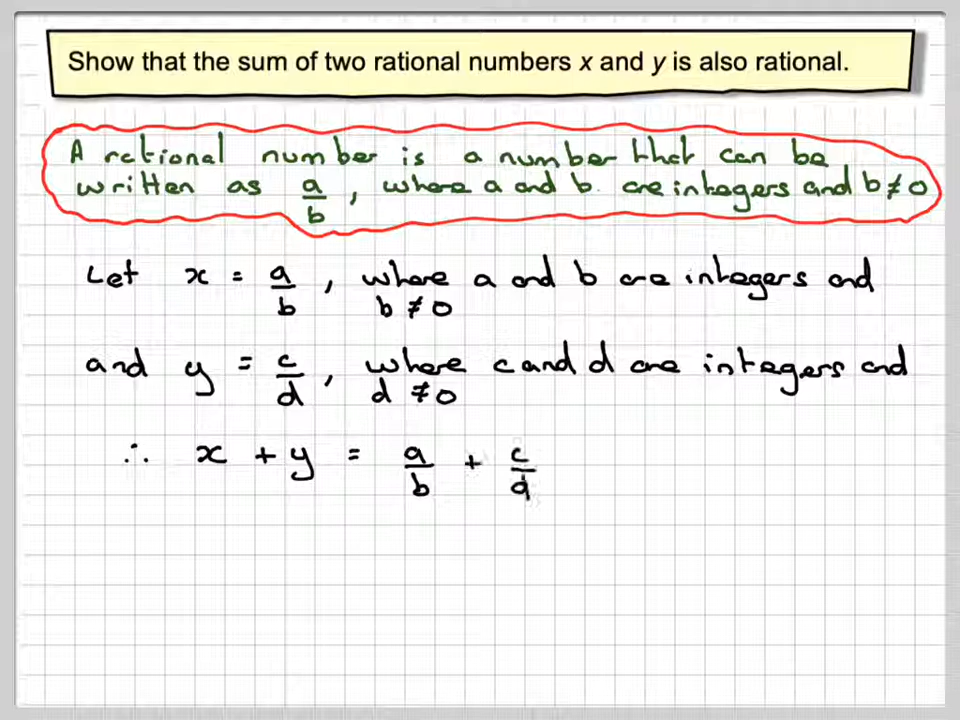 Show that the sum of two rational numbers x and y is also rational.
A rational number is a number that can be
written as a/b, where a and b are integers and b ≠ 0
Let x = a/b, where a and b are integers and
b ≠ 0
and y = c/d, where c and d are integers and
d ≠ 0
∴ x + y = a/b + c/d